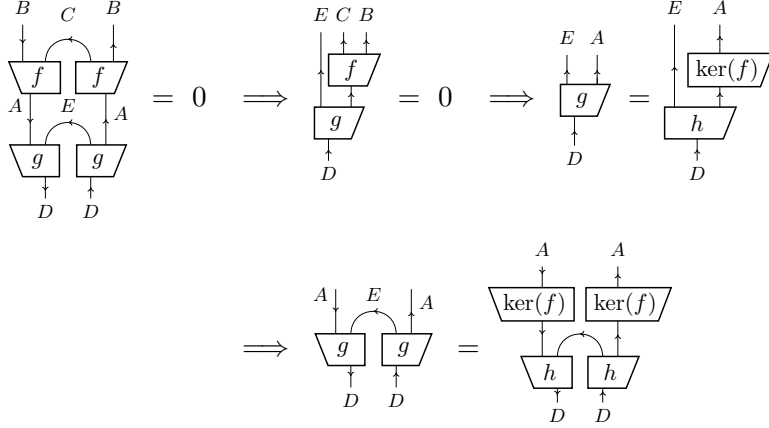 B C B E C B
f f f E A E A
A E A = 0 ⟹ = 0 ⟹ g = ker(f)
g g g h
D D D D D
A A
A E A ker(f) ker(f)
⟹ g g = h h
D D D D